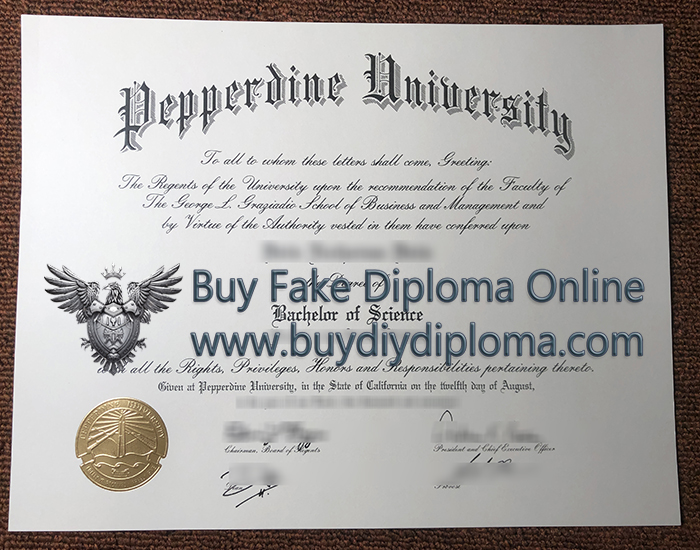 Pepperdine University
To all to whom these letters shall come, Greeting:
The Regents of the University upon the recommendation of the Faculty of
The George L. Graziadio School of Business and Management and
by Virtue of the Authority vested in them have conferred upon
Degree of
Buy Fake Diploma Online
Bachelor of Science
www.buydiydiploma.com
all the Rights, Privileges, Honors and Responsibilities pertaining thereto.
Given at Pepperdine University, in the State of California on the twelfth day of August,
Chairman, Board of Regents
President and Chief Executive Officer
Dean